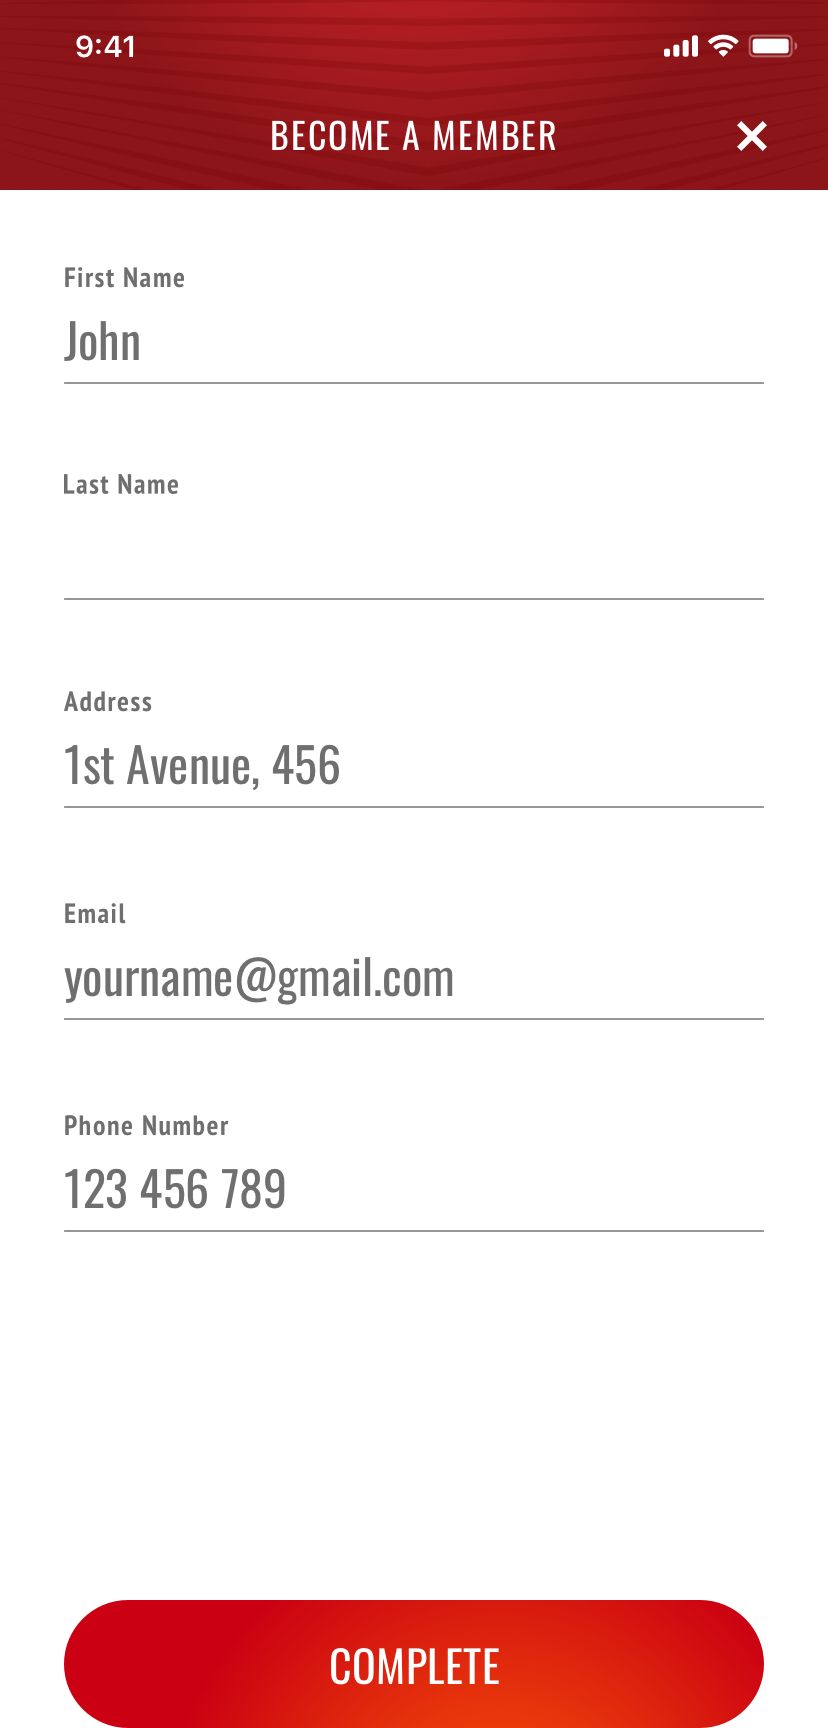 9:41
BECOME A MEMBER
First Name
John
Last Name
Address
1st Avenue, 456
Email
yourname@gmail.com
Phone Number
123 456 789
COMPLETE